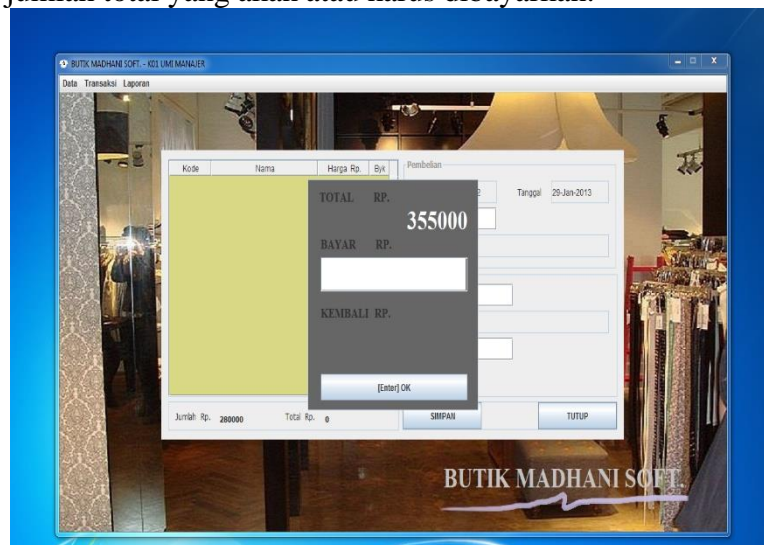 jumlah total yang akan atau harus dibayarkan.
BUTIK MADHANI SOFT. - K01 UMI MANAJER
Data Transaksi Laporan
Kode Nama Harga Rp. Byk
Pembelian
2 Tanggal 29-Jan-2013
TOTAL RP.
355000
BAYAR RP.
KEMBALI RP.
[Enter] OK
Jumlah Rp. 280000 Total Rp. 0
SIMPAN TUTUP
BUTIK MADHANI SOFT.